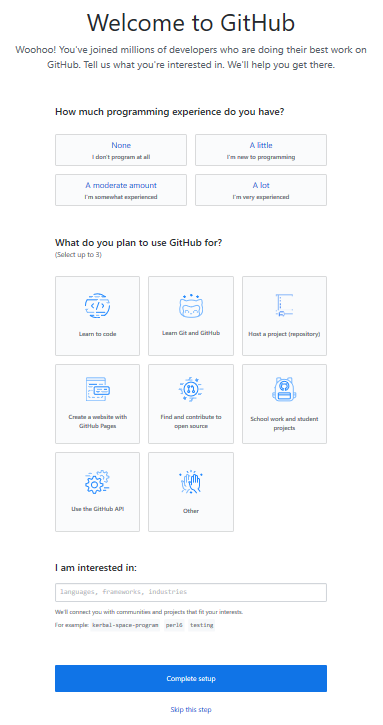 Welcome to GitHub
Woohoo! You've joined millions of developers who are doing their best work on
GitHub. Tell us what you're interested in. We'll help you get there.
How much programming experience do you have?
None
I don't program at all
A little
I'm new to programming
A moderate amount
I'm somewhat experienced
A lot
I'm very experienced
What do you plan to use GitHub for?
(Select up to 3)
Learn to code
Learn Git and GitHub
Host a project (repository)
Create a website with
GitHub Pages
Find and contribute to
open source
School work and student
projects
Use the GitHub API
Other
I am interested in:
languages, frameworks, industries
We'll connect you with communities and projects that fit your interests.
For example: kerbal-space-program perl6 testing
Complete setup
Skip this step